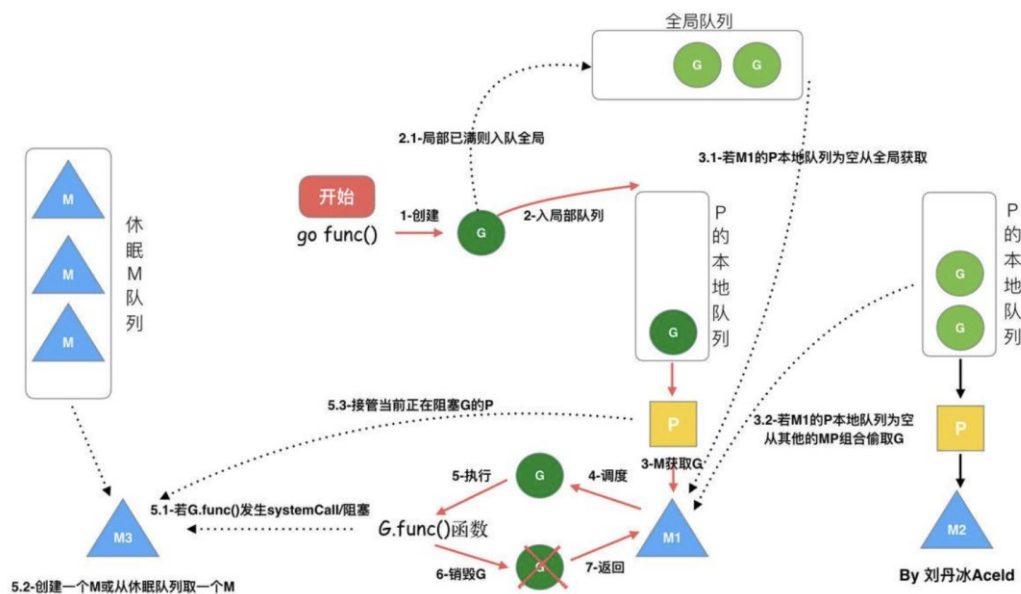 全局队列
G
G
2.1-局部已满则入队全局
3.1-若M1的P本地队列为空从全局获取
开始
go func()
1-创建
G
2-入局部队列
M
M
M
休眠M队列
G
P的本地队列
G
G
P的本地队列
5.3-接管当前正在阻塞G的P
P
3-M获取G
3.2-若M1的P本地队列为空
从其他的MP组合偷取G
P
5-执行
G
4-调度
5.1-若G.func()发生systemCall/阻塞
G.func()函数
M3
M1
M2
6-销毁G
G
7-返回
5.2-创建一个M或从休眠队列取一个M
By 刘丹冰Aceld